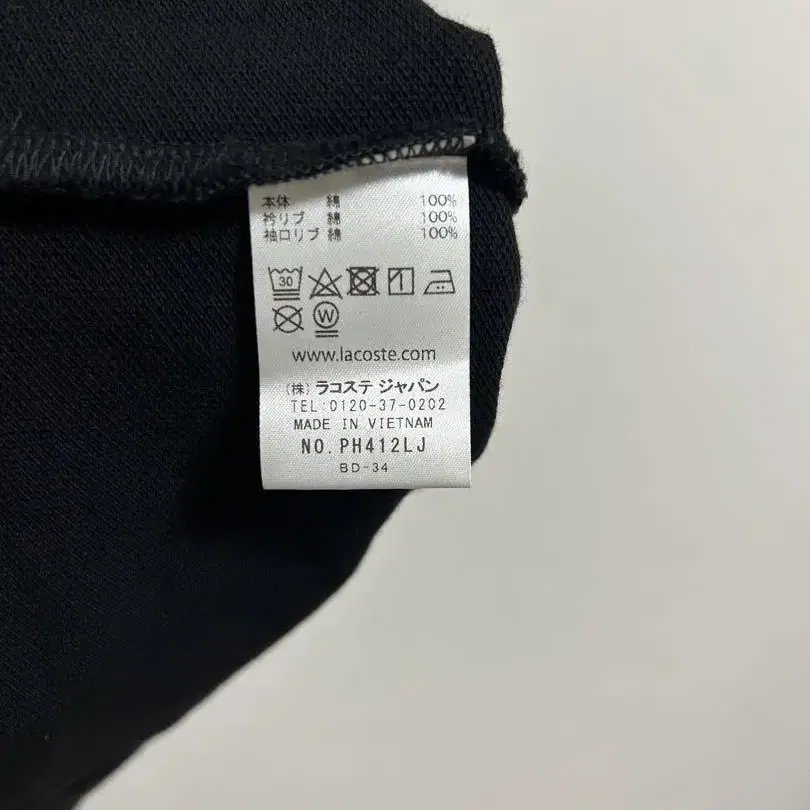 本体 綿 100%
衿リブ 綿 100%
袖口リブ 綿 100%
30
W
www.lacoste.com
(株) ラコステ ジャパン
TEL:0120-37-0202
MADE IN VIETNAM
NO. PH412LJ
BD-34